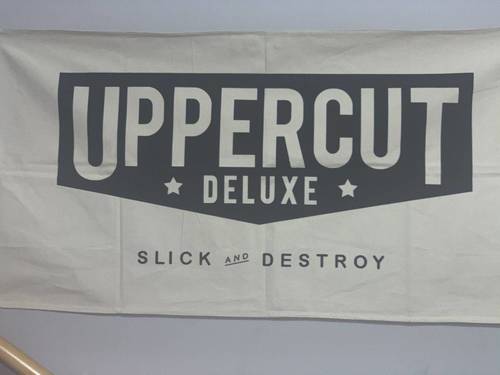 UPPERCUT
DELUXE
SLICK AND DESTROY